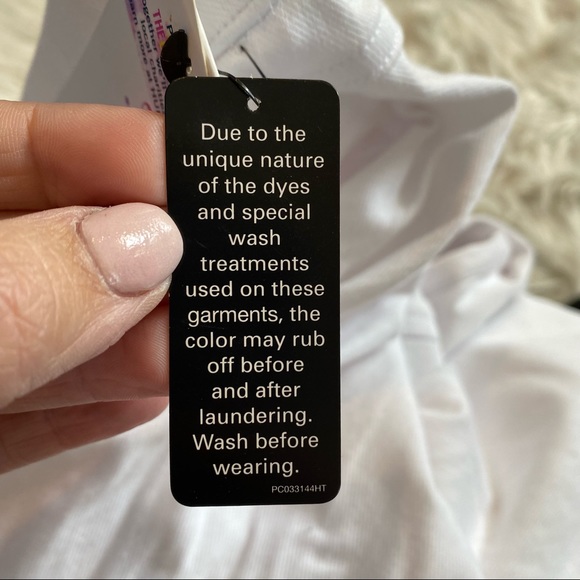 THE
Due to the
unique nature
of the dyes
and special
wash
treatments
used on these
garments, the
color may rub
off before
and after
laundering.
Wash before
wearing.
PC033144HT